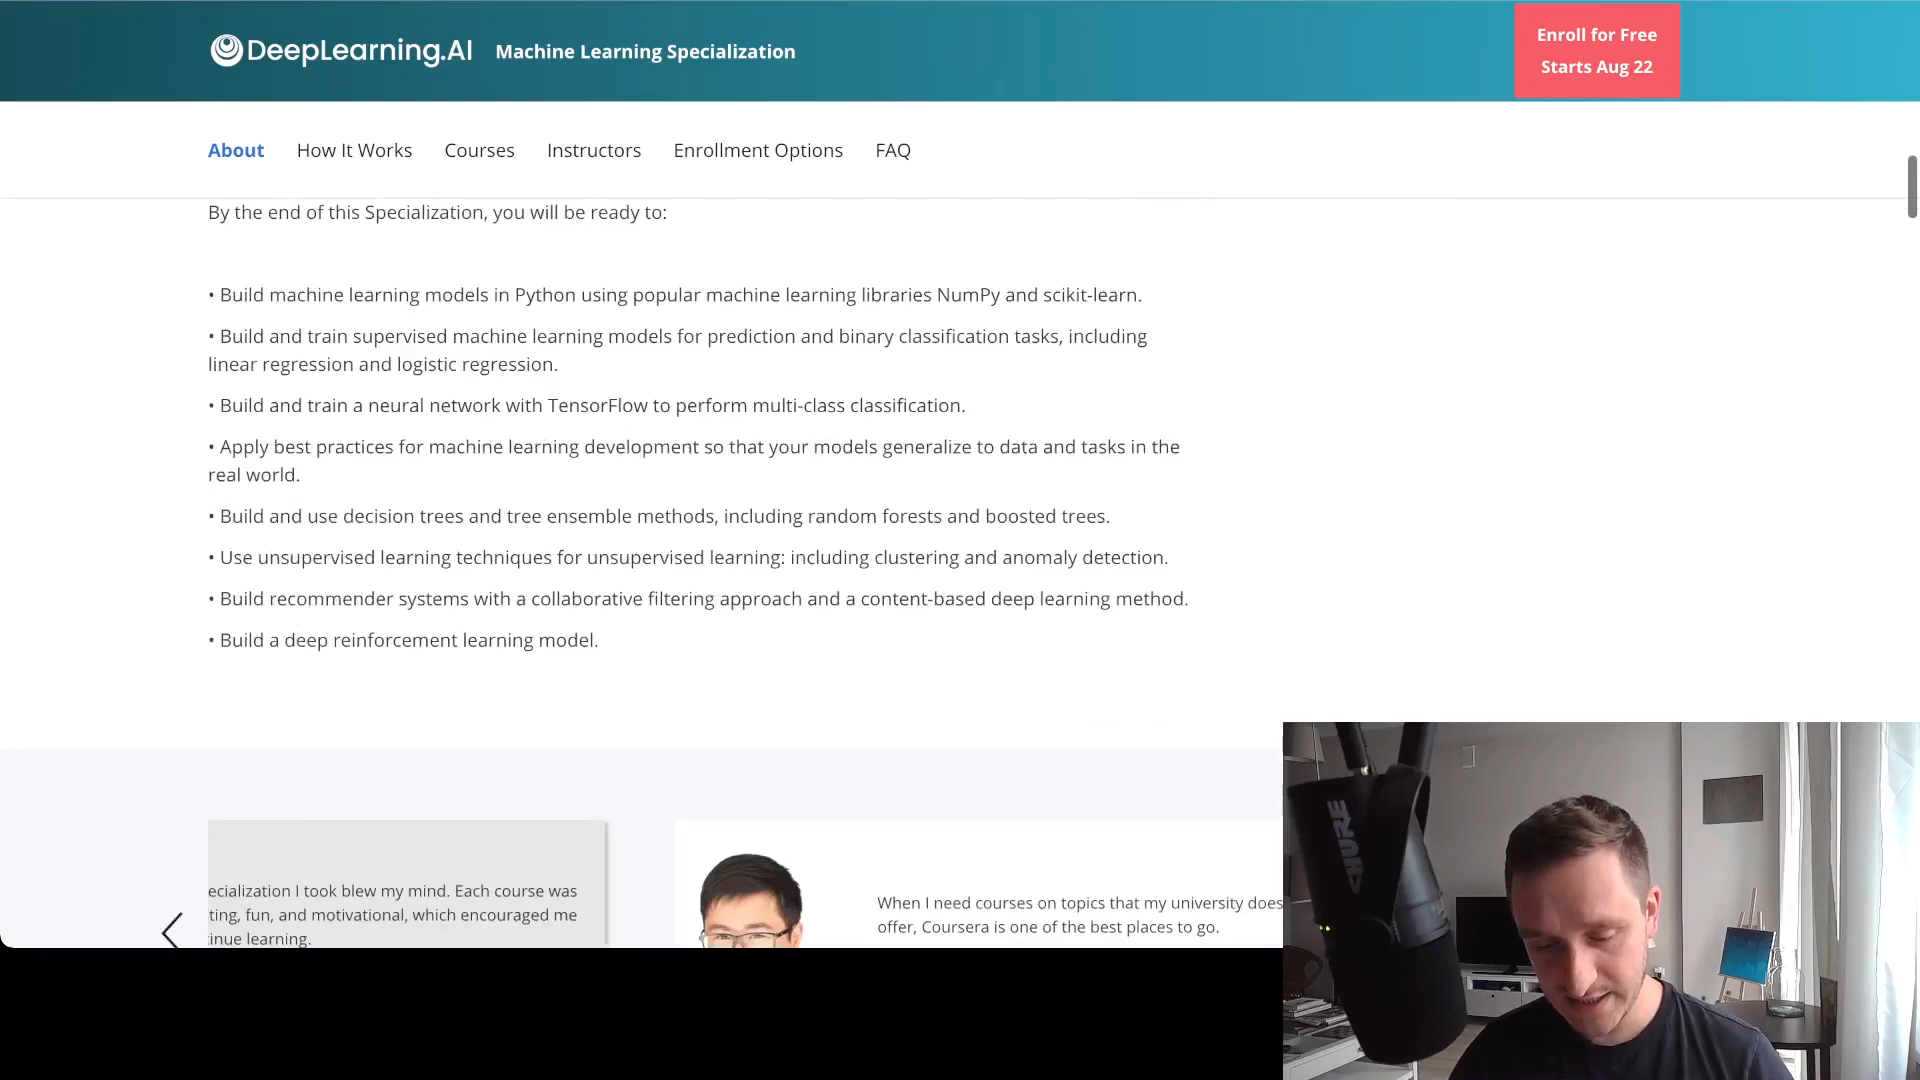 DeepLearning.AI Machine Learning Specialization
Enroll for Free
Starts Aug 22
About How It Works Courses Instructors Enrollment Options FAQ
By the end of this Specialization, you will be ready to:
• Build machine learning models in Python using popular machine learning libraries NumPy and scikit-learn.
• Build and train supervised machine learning models for prediction and binary classification tasks, including
linear regression and logistic regression.
• Build and train a neural network with TensorFlow to perform multi-class classification.
• Apply best practices for machine learning development so that your models generalize to data and tasks in the
real world.
• Build and use decision trees and tree ensemble methods, including random forests and boosted trees.
• Use unsupervised learning techniques for unsupervised learning: including clustering and anomaly detection.
• Build recommender systems with a collaborative filtering approach and a content-based deep learning method.
• Build a deep reinforcement learning model.
ecialization I took blew my mind. Each course was
ting, fun, and motivational, which encouraged me
inue learning.
When I need courses on topics that my university does
offer, Coursera is one of the best places to go.
SHURE